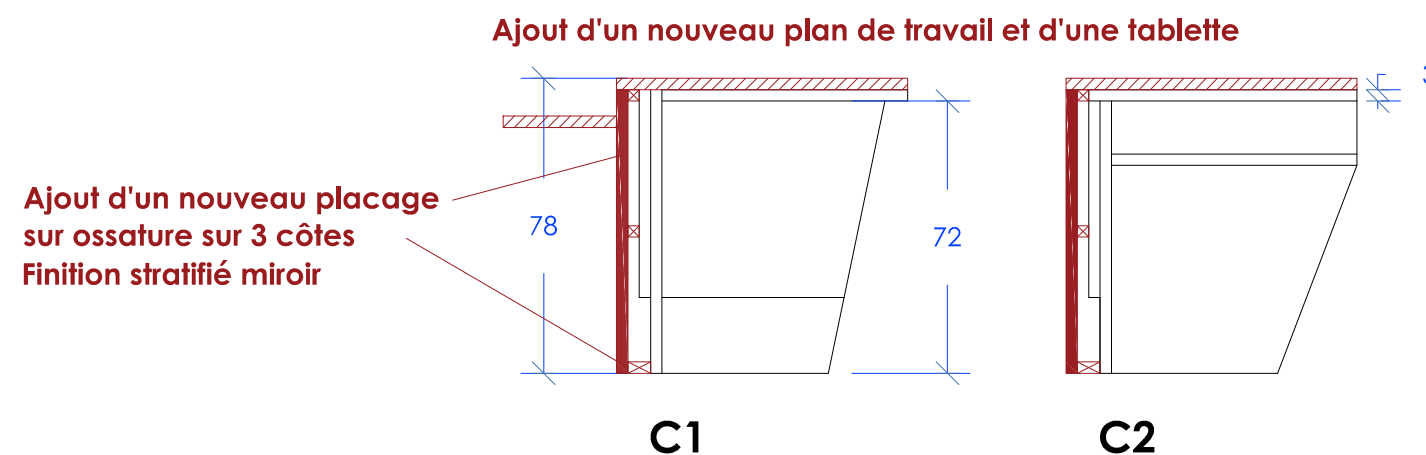 Ajout d'un nouveau plan de travail et d'une tablette
Ajout d'un nouveau placage
sur ossature sur 3 côtes
Finition stratifié miroir
78
72
C1
C2